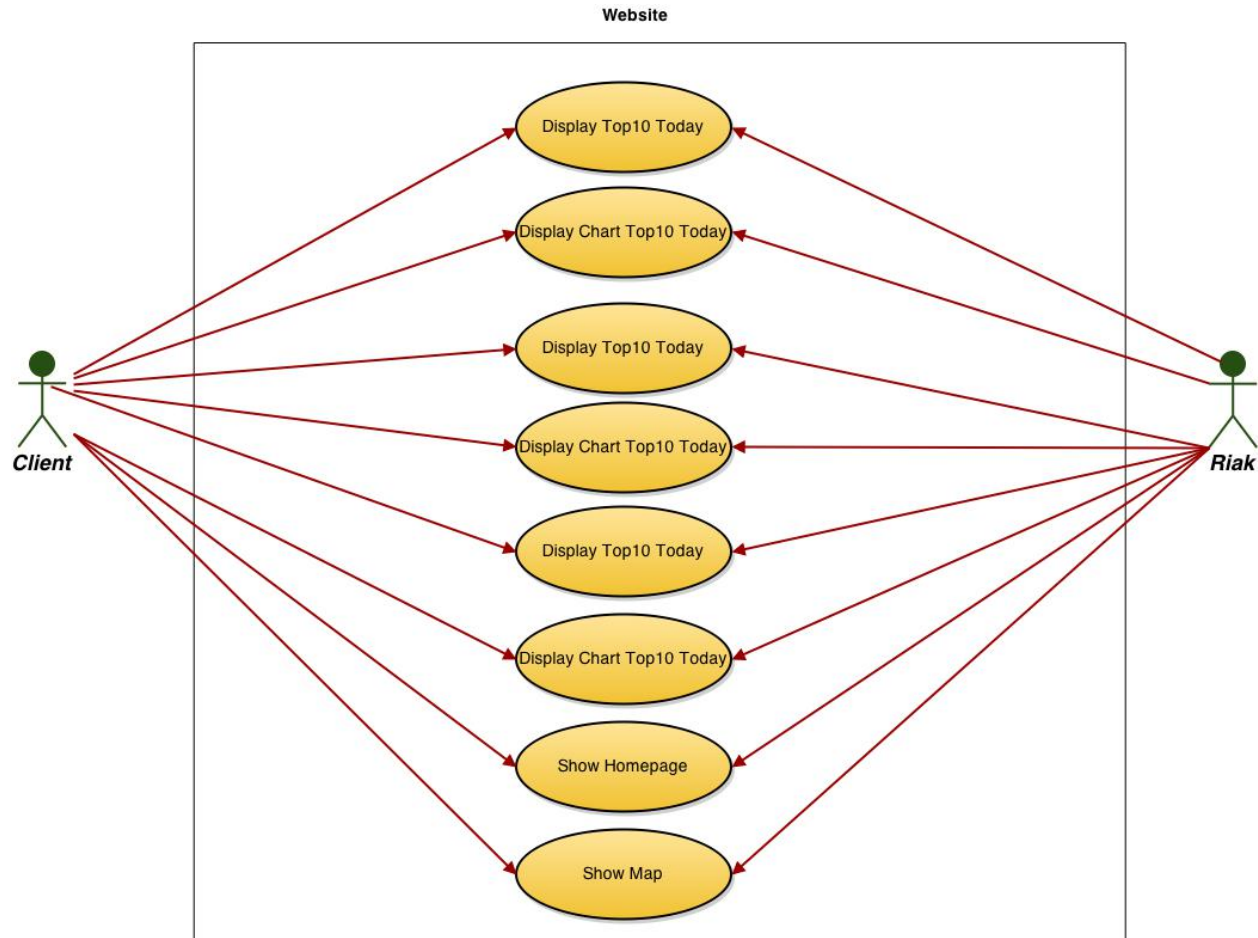 Website
Display Top10 Today
Display Chart Top10 Today
Display Top10 Today
Display Chart Top10 Today
Client
Riak
Display Top10 Today
Display Chart Top10 Today
Show Homepage
Show Map